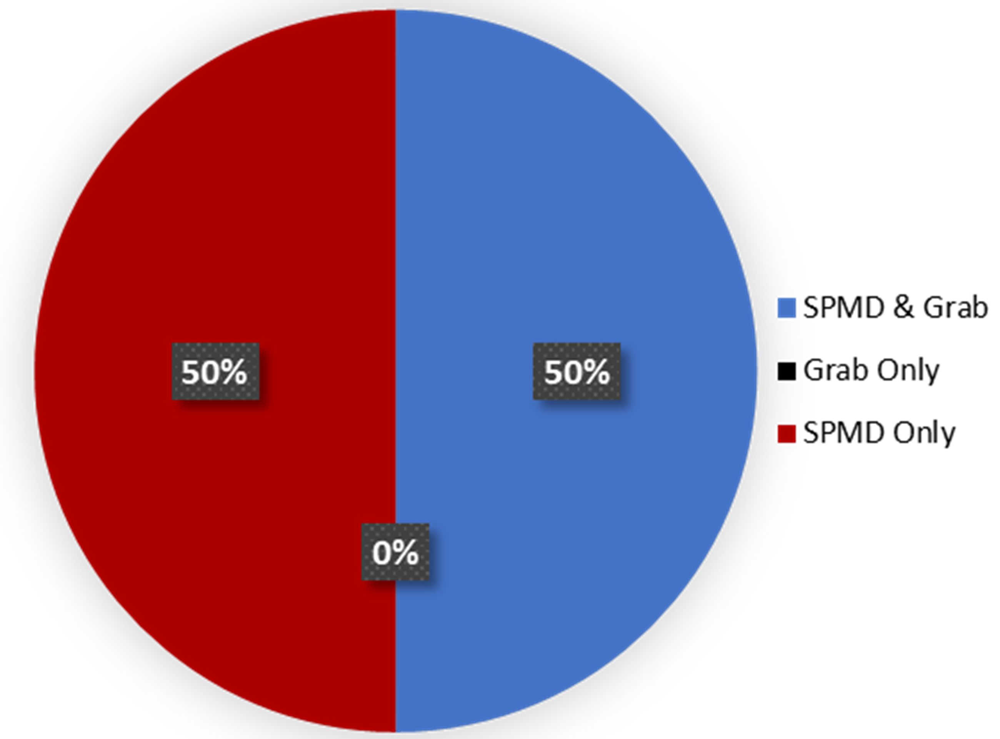 50%
50%
0%
SPMD & Grab
Grab Only
SPMD Only